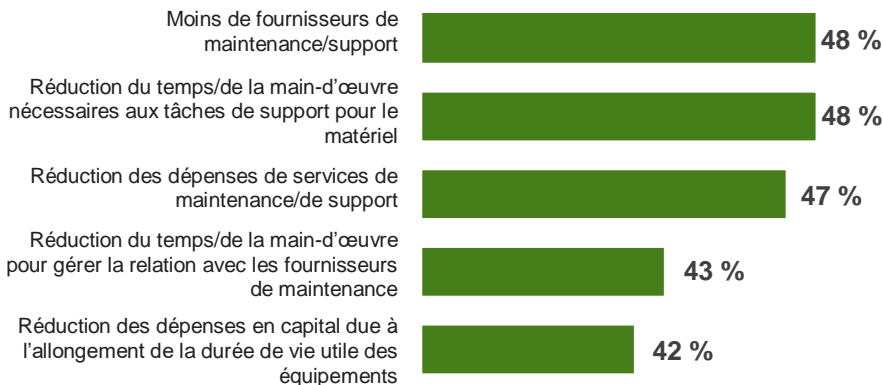 Moins de fournisseurs de
maintenance/support
48 %
Réduction du temps/de la main-d’œuvre
nécessaires aux tâches de support pour le
matériel
48 %
Réduction des dépenses de services de
maintenance/de support
47 %
Réduction du temps/de la main-d’œuvre
pour gérer la relation avec les fournisseurs
de maintenance
43 %
Réduction des dépenses en capital due à
l’allongement de la durée de vie utile des
équipements
42 %